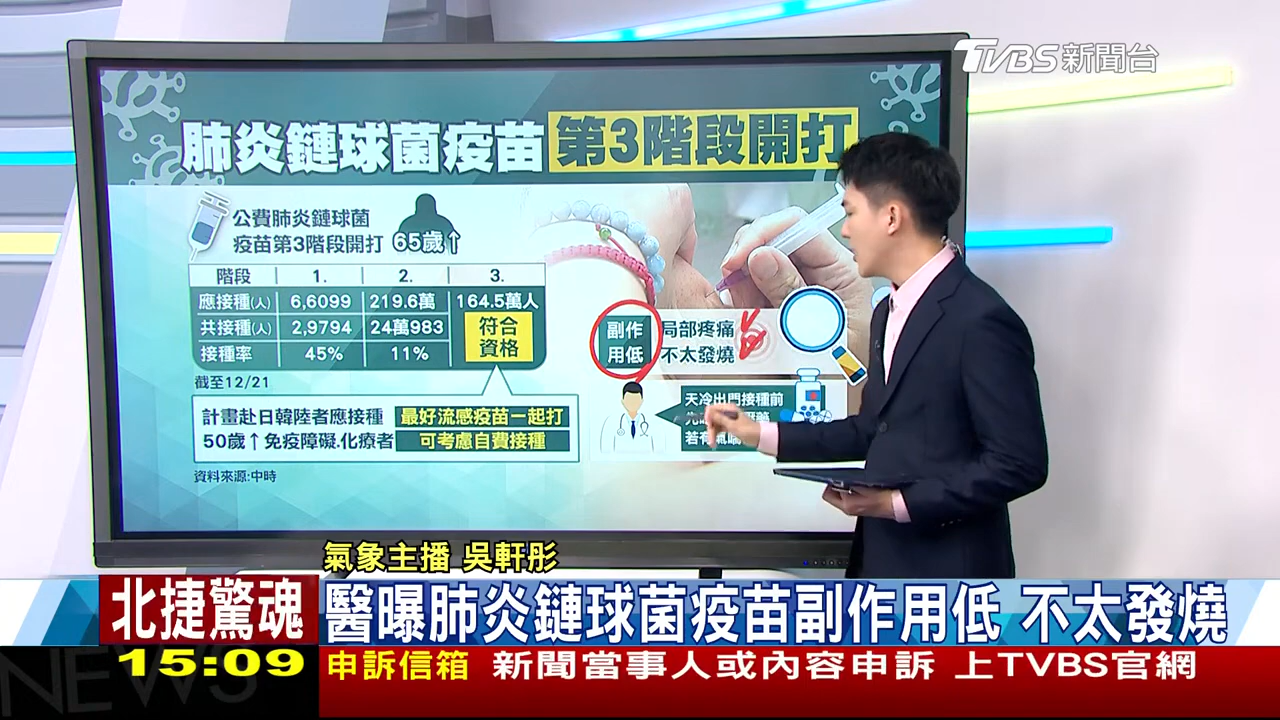 TVBS新聞台
肺炎鏈球菌疫苗 第3階段開打
公費肺炎鏈球菌
疫苗第3階段開打 65歲↑
階段 1. 2. 3.
應接種(人) 6,6099 219.6萬 164.5萬人
共接種(人) 2,9794 24萬983 符合
資格
接種率 45% 11%
截至12/21
計畫赴日韓陸者應接種 最好流感疫苗一起打
50歲↑免疫障礙.化療者 可考慮自費接種
資料來源:中時
副作
用低
局部疼痛
不太發燒
天冷出門接種前
若有氣喘
氣象主播 吳軒彤
北捷驚魂 醫曝肺炎鏈球菌疫苗副作用低 不太發燒
15:09 申訴信箱 新聞當事人或內容申訴 上TVBS官網
NEWS